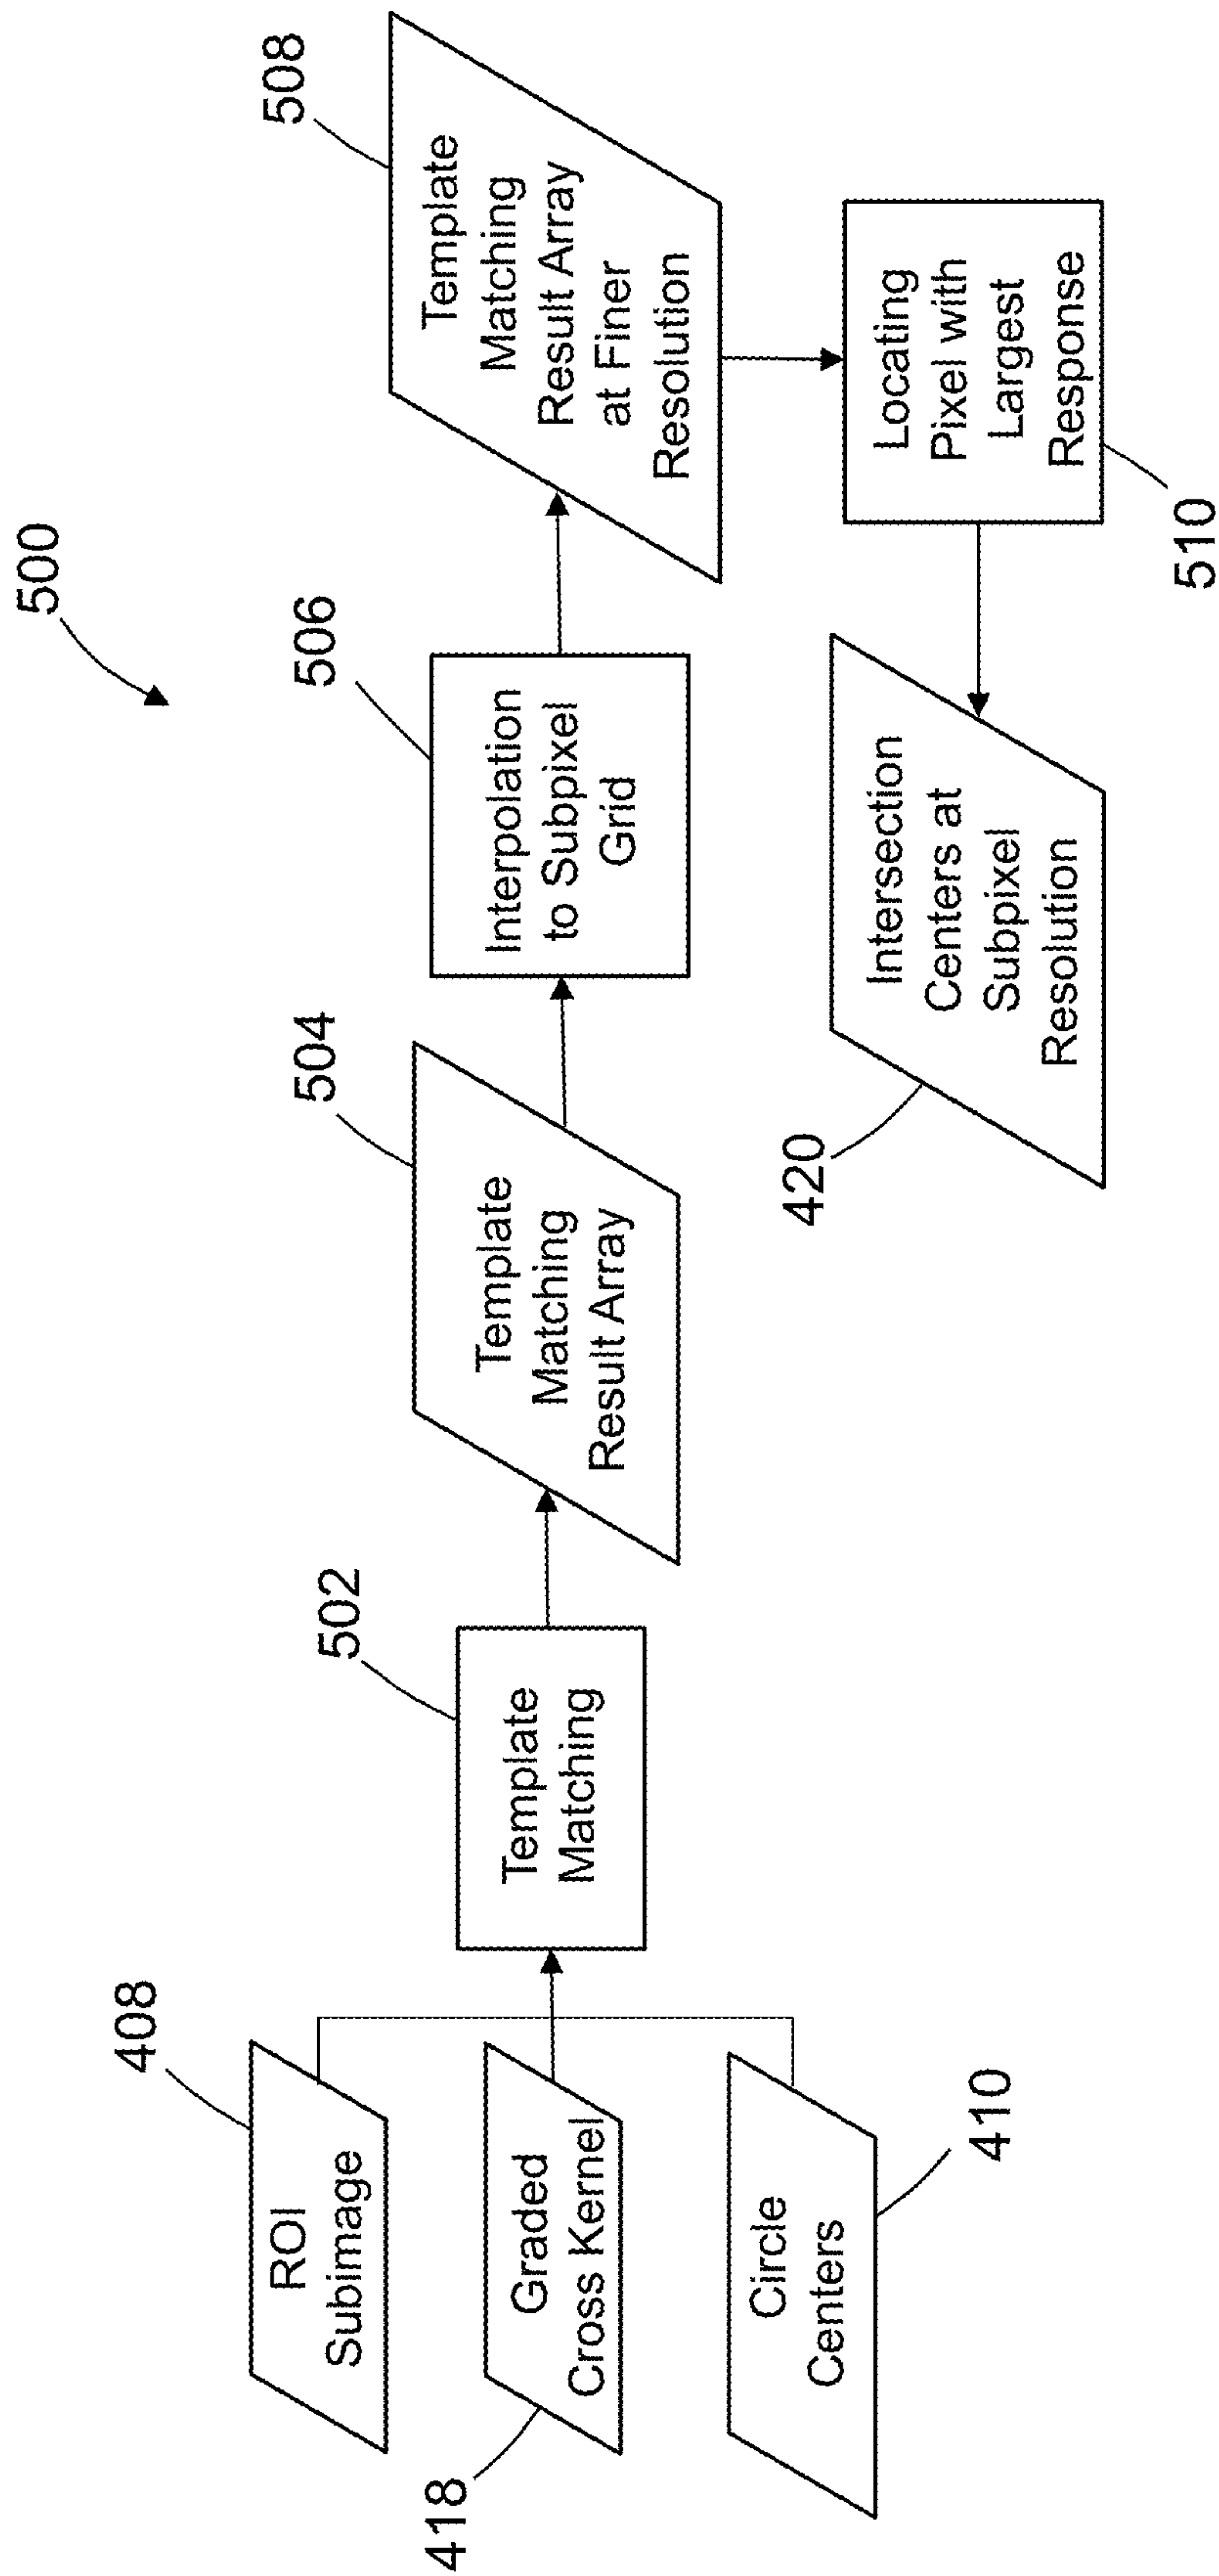 500
408
ROI
Subimage
418
Graded
Cross Kernel
Circle
Centers
410
502
Template
Matching
504
Template
Matching
Result Array
506
Interpolation
to Subpixel
Grid
508
Template
Matching
Result Array
at Finer
Resolution
Locating
Pixel with
Largest
Response
510
Intersection
Centers at
Subpixel
Resolution
420